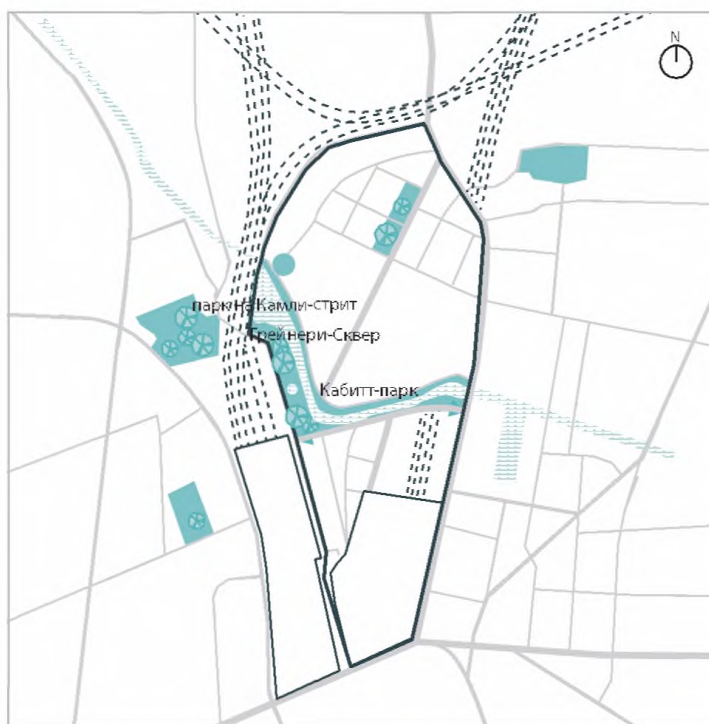 N
парк на Камли-стрит
Грейнери-Сквер
Кабитт-парк